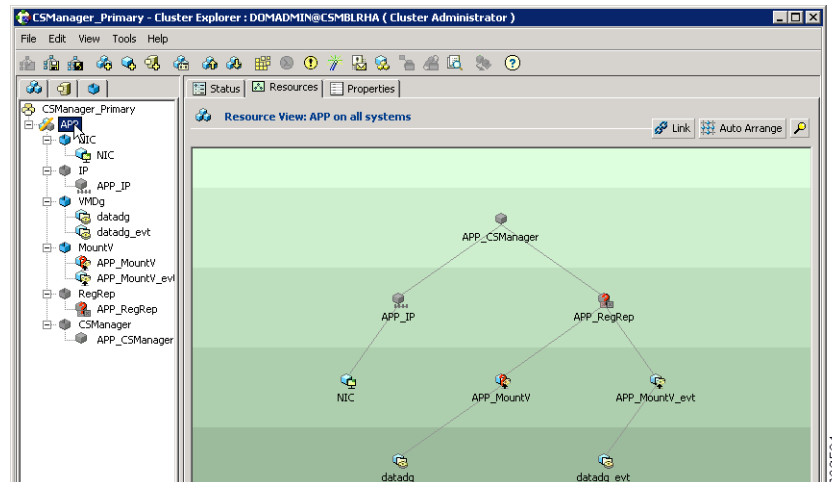 CSManager_Primary - Cluster Explorer : DOMADMIN@CSMBLRHA ( Cluster Administrator )
File Edit View Tools Help
Status Resources Properties
CSManager_Primary
APP
NIC
NIC
IP
APP_IP
VMDg
datadg
datadg_evt
MountV
APP_MountV
APP_MountV_evt
RegRep
APP_RegRep
CSManager
APP_CSManager
Resource View: APP on all systems
Link Auto Arrange
APP_CSManager
APP_IP APP_RegRep
NIC APP_MountV APP_MountV_evt
datadg datadg_evt